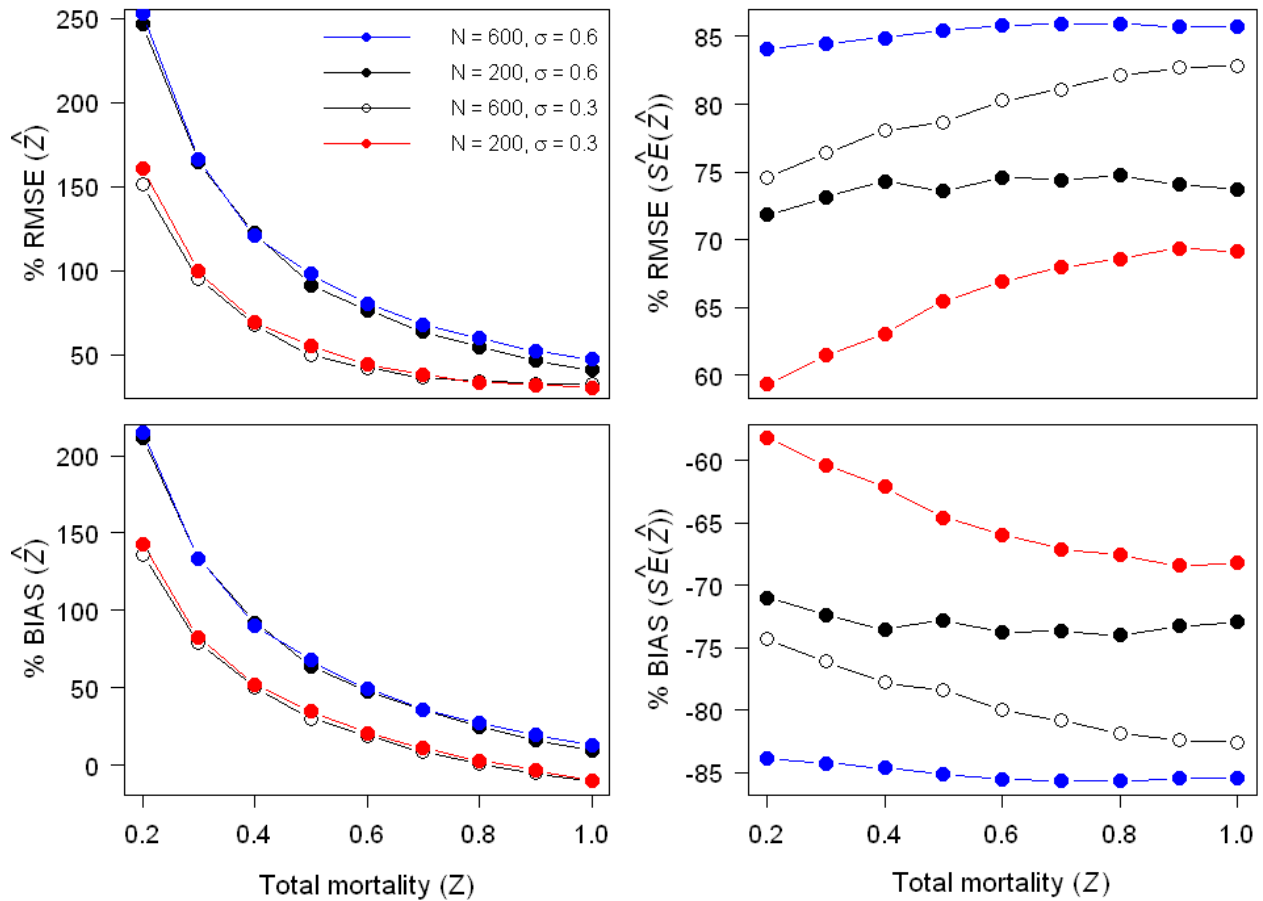 250
200
150
100
50
% RMSE (Ẑ)
N = 600, σ = 0.6
N = 200, σ = 0.6
N = 600, σ = 0.3
N = 200, σ = 0.3
85
80
75
70
65
60
% RMSE (SÊ(Ẑ))
200
150
100
50
0
% BIAS (Ẑ)
0.2 0.4 0.6 0.8 1.0
Total mortality (Z)
-60
-65
-70
-75
-80
-85
% BIAS (SÊ(Ẑ))
0.2 0.4 0.6 0.8 1.0
Total mortality (Z)